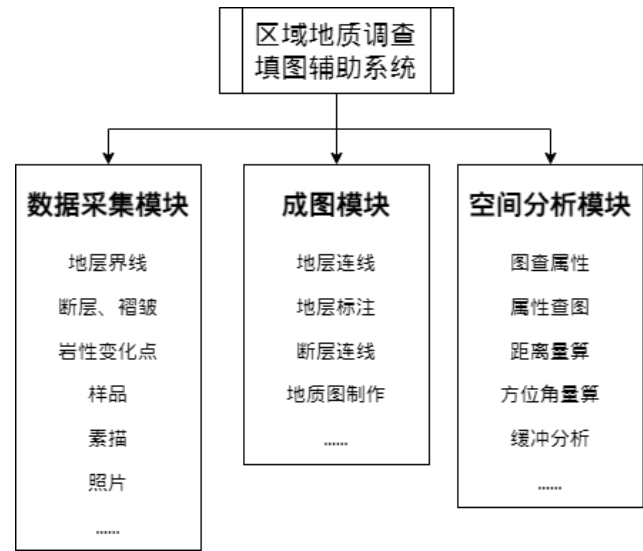 区域地质调查
填图辅助系统
数据采集模块
地层界线
断层、褶皱
岩性变化点
样品
素描
照片
......
成图模块
地层连线
地层标注
断层连线
地质图制作
......
空间分析模块
图查属性
属性查图
距离量算
方位角量算
缓冲分析
......